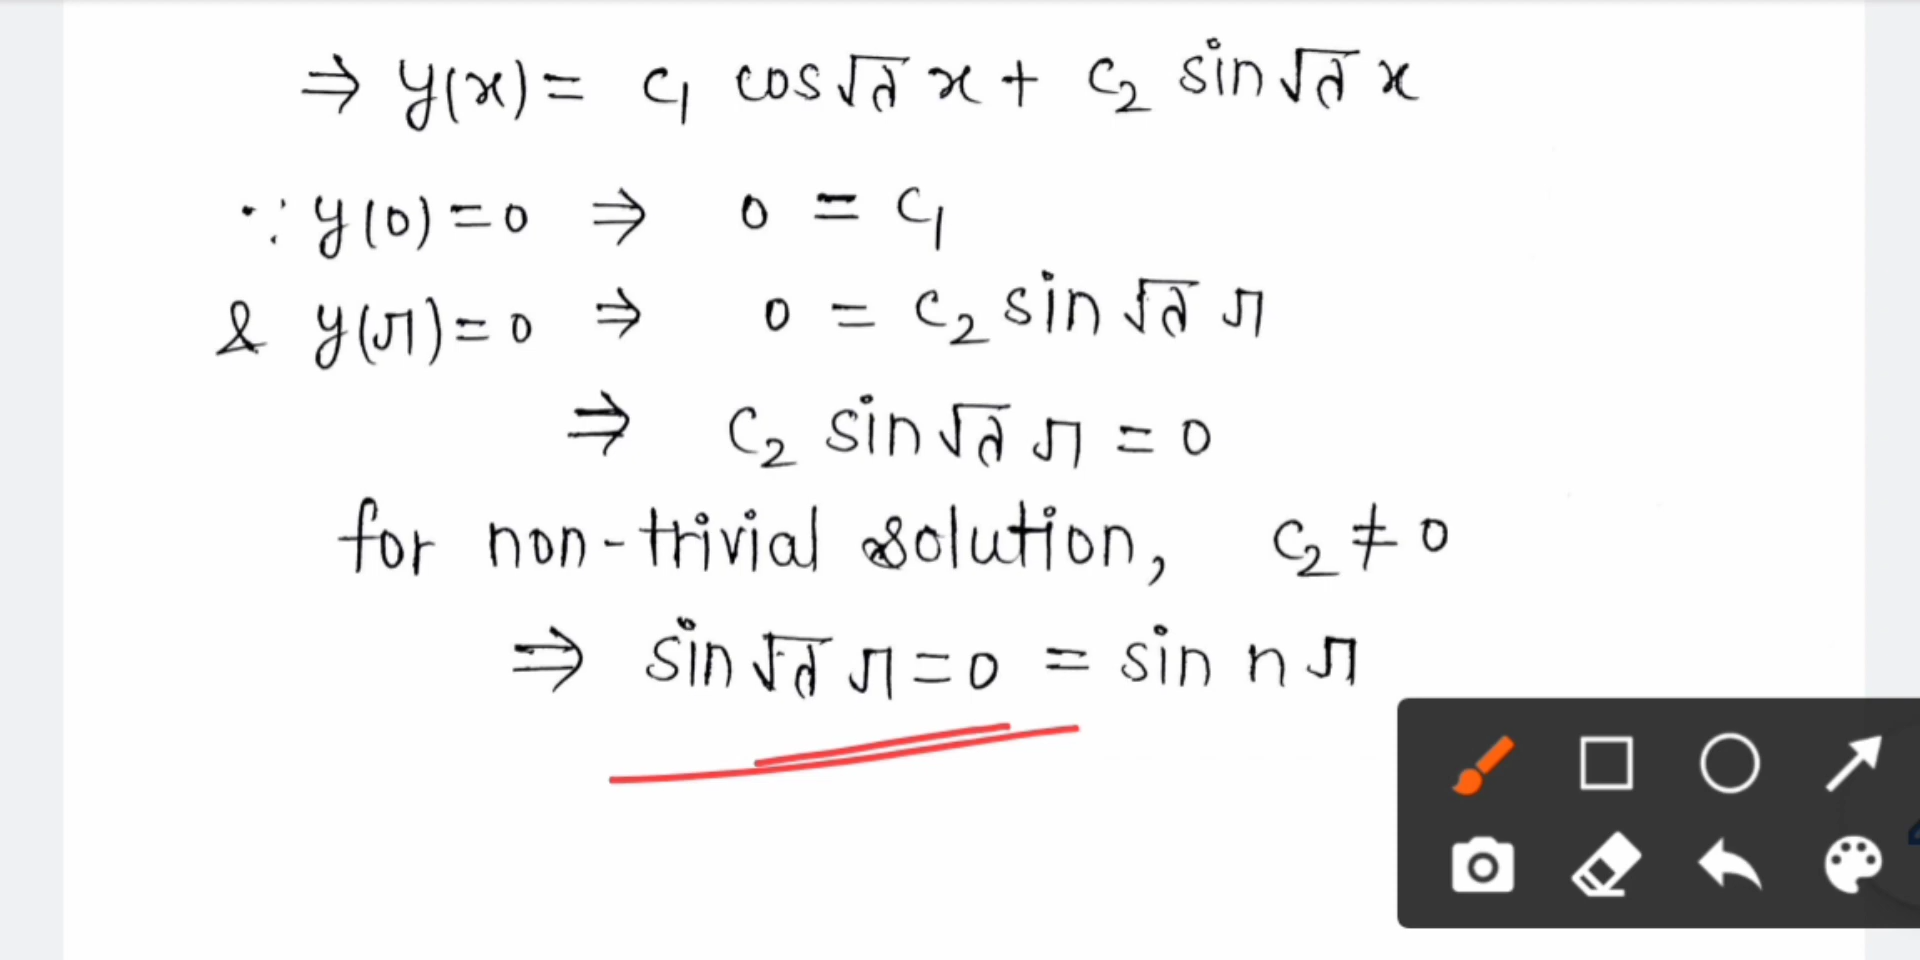 ⇒ y(x) = c₁ cos√λ x + c₂ sin√λ x
∵ y(0) = 0 ⇒ 0 = c₁
& y(π) = 0 ⇒ 0 = c₂ sin√λ π
⇒ c₂ sin√λ π = 0
for non-trivial solution, c₂ ≠ 0
⇒ sin√λ π = 0 = sin n π